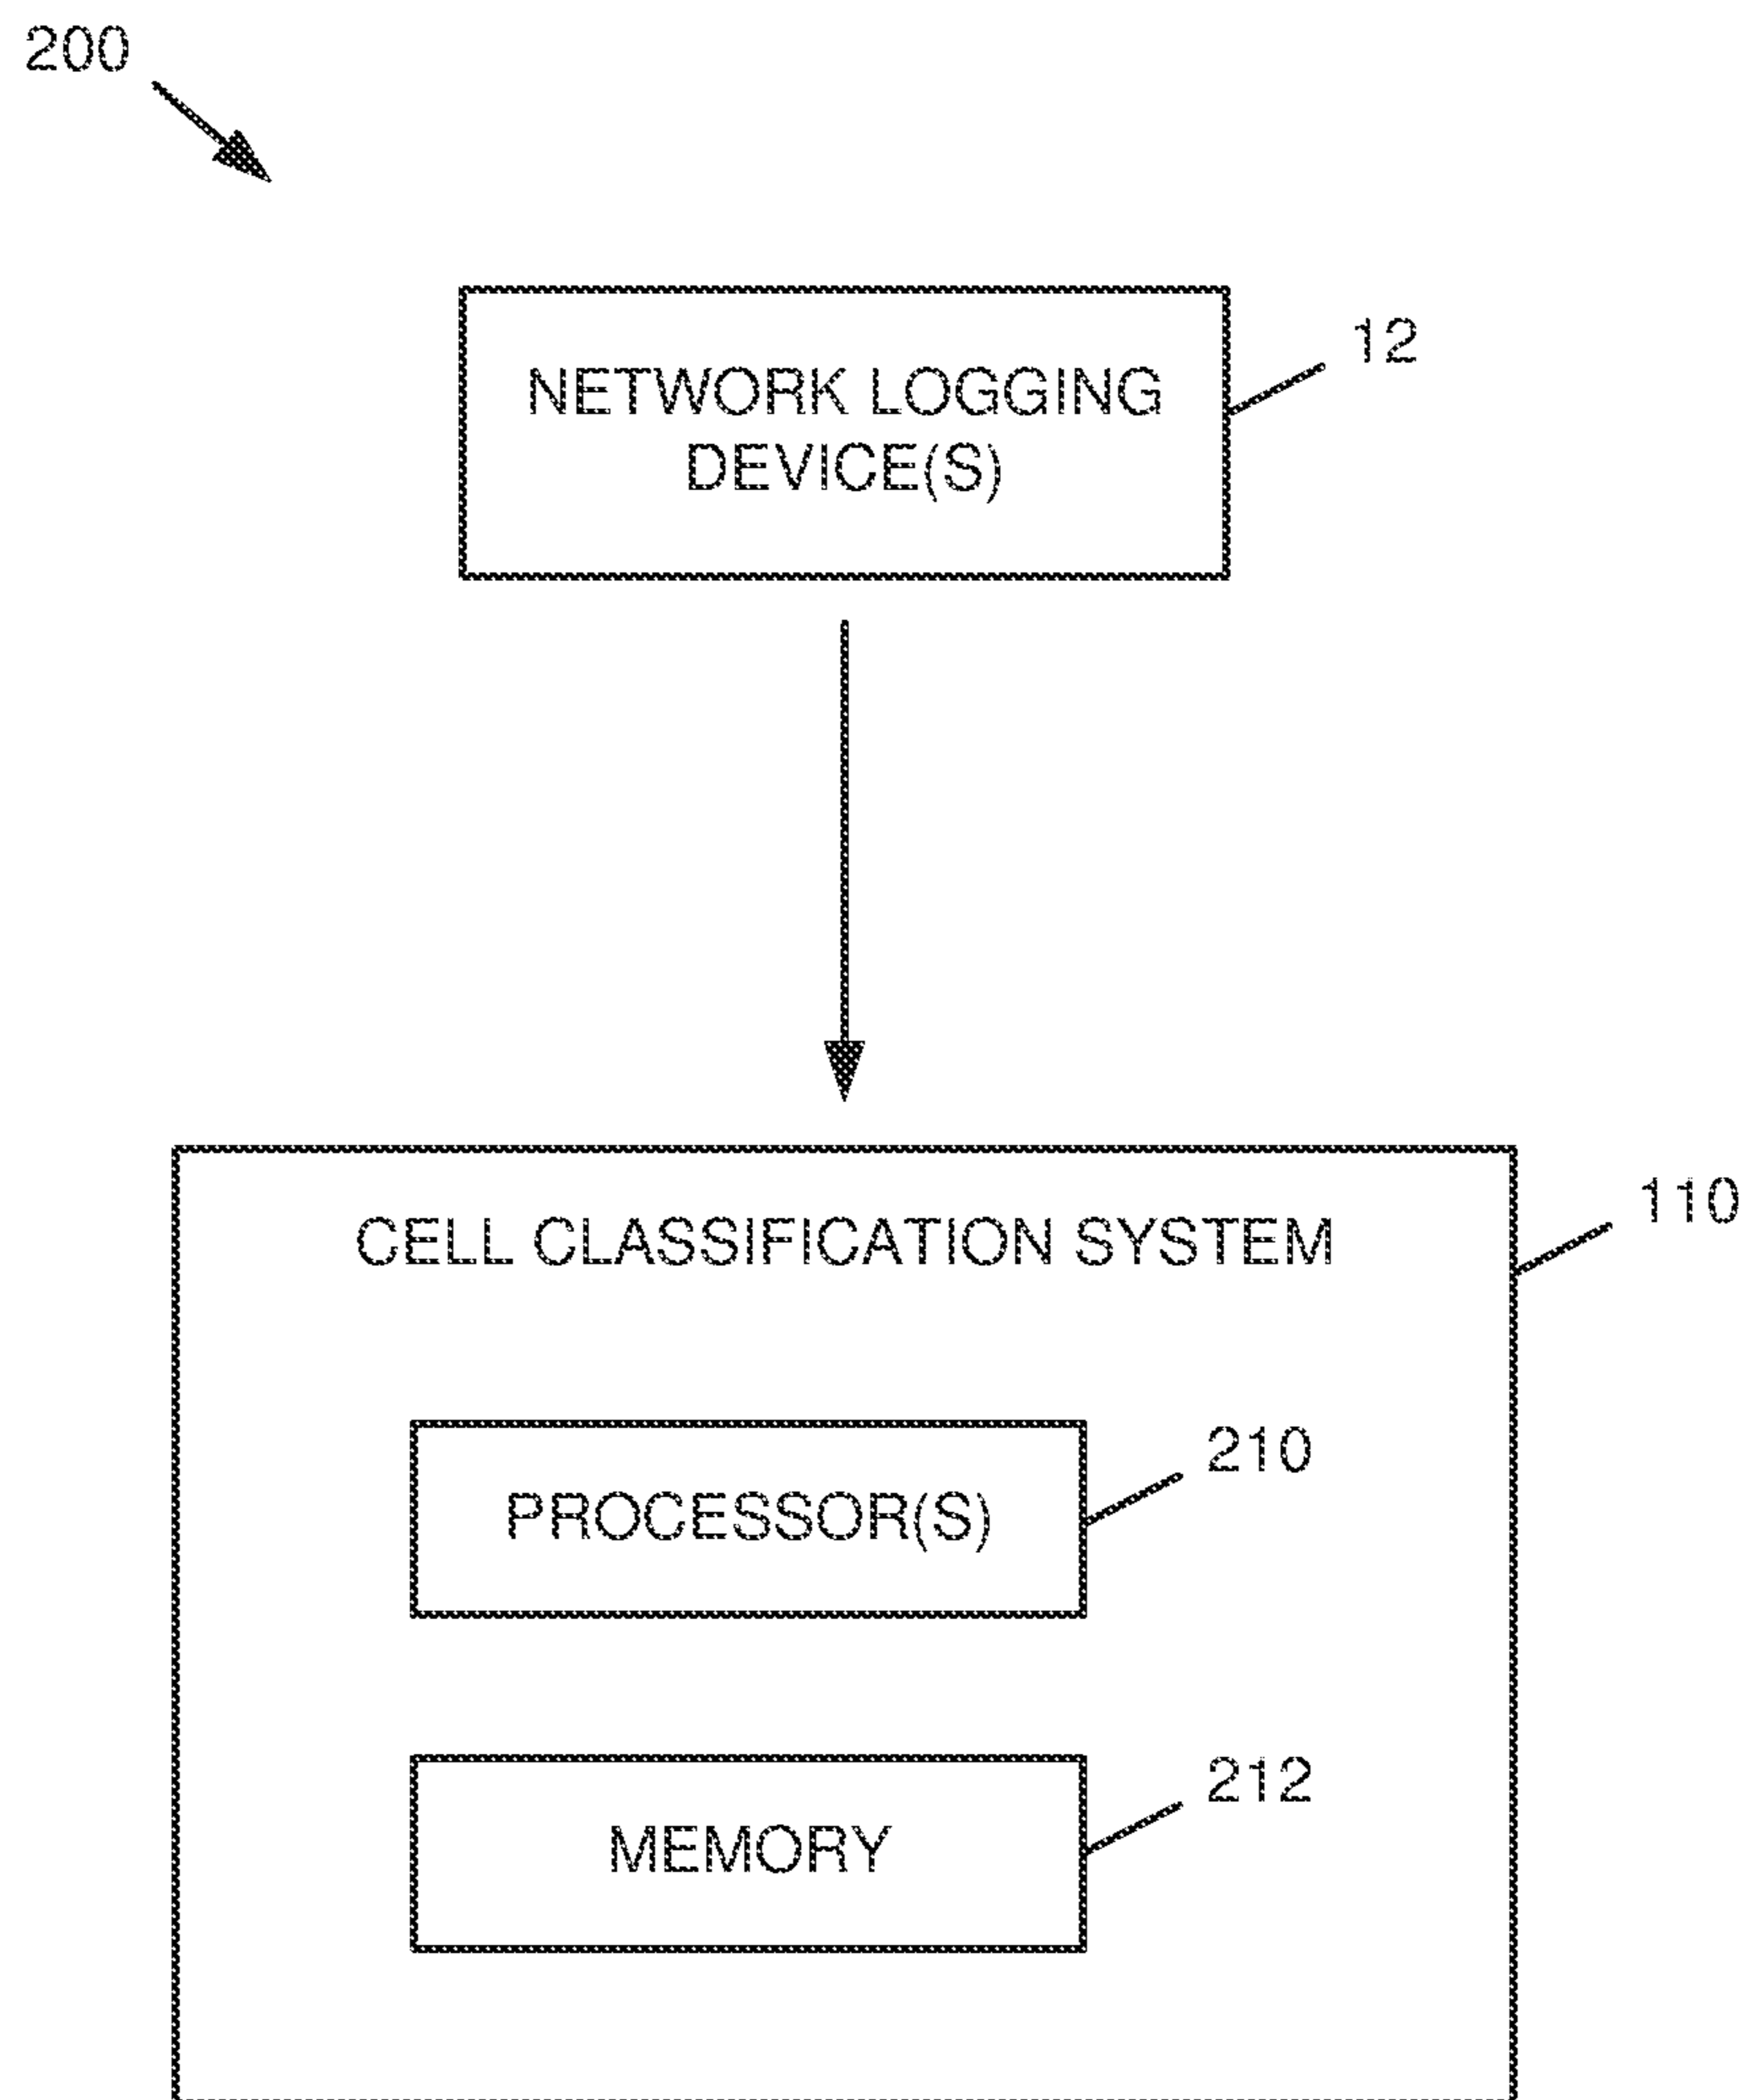 200
12
NETWORK LOGGING
DEVICE(S)
110
CELL CLASSIFICATION SYSTEM
210
PROCESSOR(S)
212
MEMORY